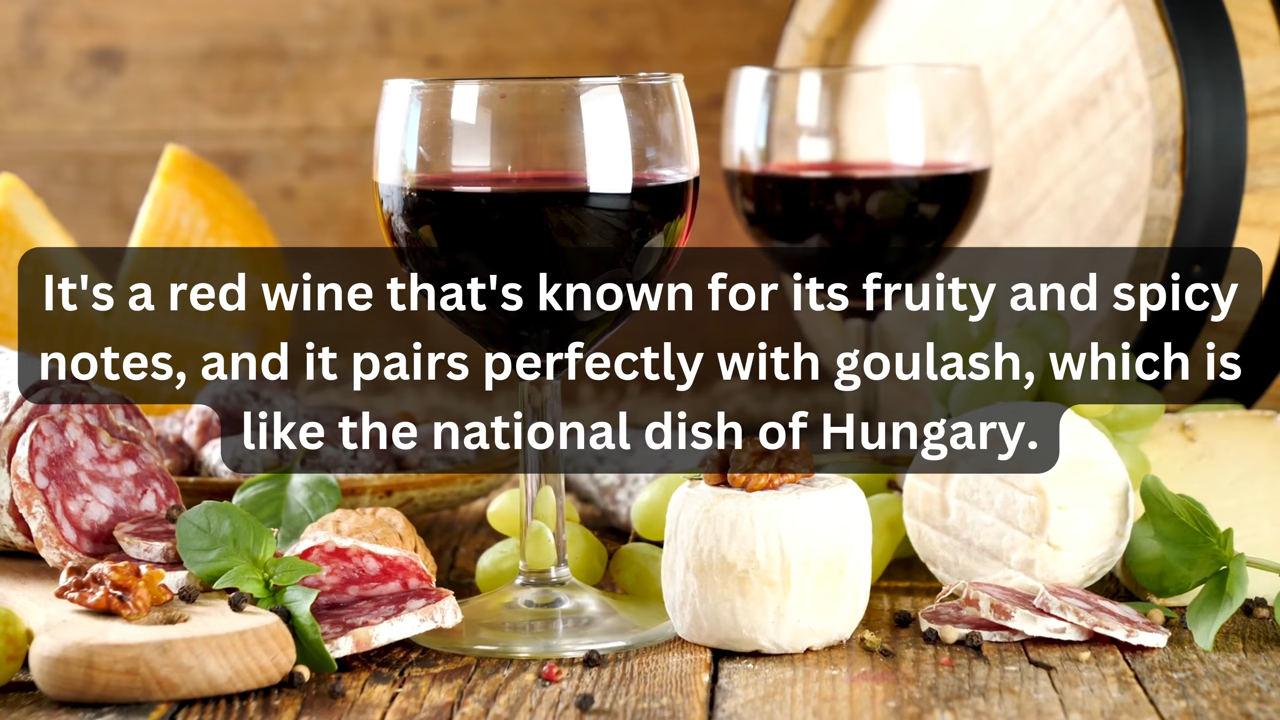 It's a red wine that's known for its fruity and spicy
notes, and it pairs perfectly with goulash, which is
like the national dish of Hungary.